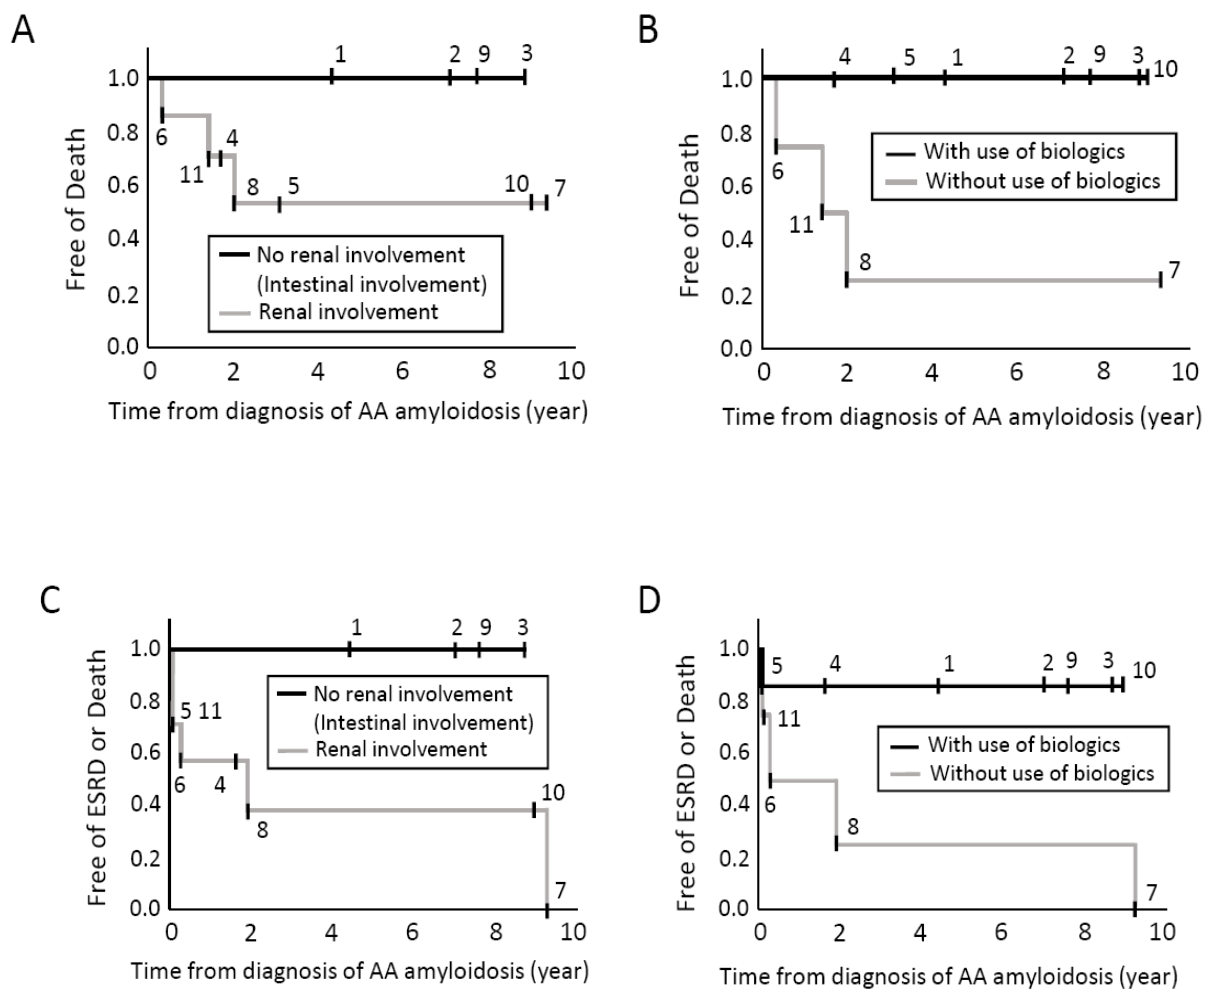 A
1 2 9 3
1.0
0.8
6 4
11
0.6
8 5 10 7
0.4
No renal involvement
(Intestinal involvement)
Renal involvement
0.2
0.0
Free of Death
0 2 4 6 8 10
Time from diagnosis of AA amyloidosis (year)
B
4 5 1 2 9 3 10
1.0
0.8
With use of biologics
Without use of biologics
6
0.6
11
0.4
8 7
0.2
0.0
Free of Death
0 2 4 6 8 10
Time from diagnosis of AA amyloidosis (year)
C
1 2 9 3
1.0
No renal involvement
(Intestinal involvement)
Renal involvement
0.8
5 11
0.6
6 4
0.4
10
8
0.2
7
0.0
Free of ESRD or Death
0 2 4 6 8 10
Time from diagnosis of AA amyloidosis (year)
D
1.0
5 4 1 2 9 3 10
0.8
11
With use of biologics
Without use of biologics
0.6
6
0.4
8
0.2
7
0.0
Free of ESRD or Death
0 2 4 6 8 10
Time from diagnosis of AA amyloidosis (year)